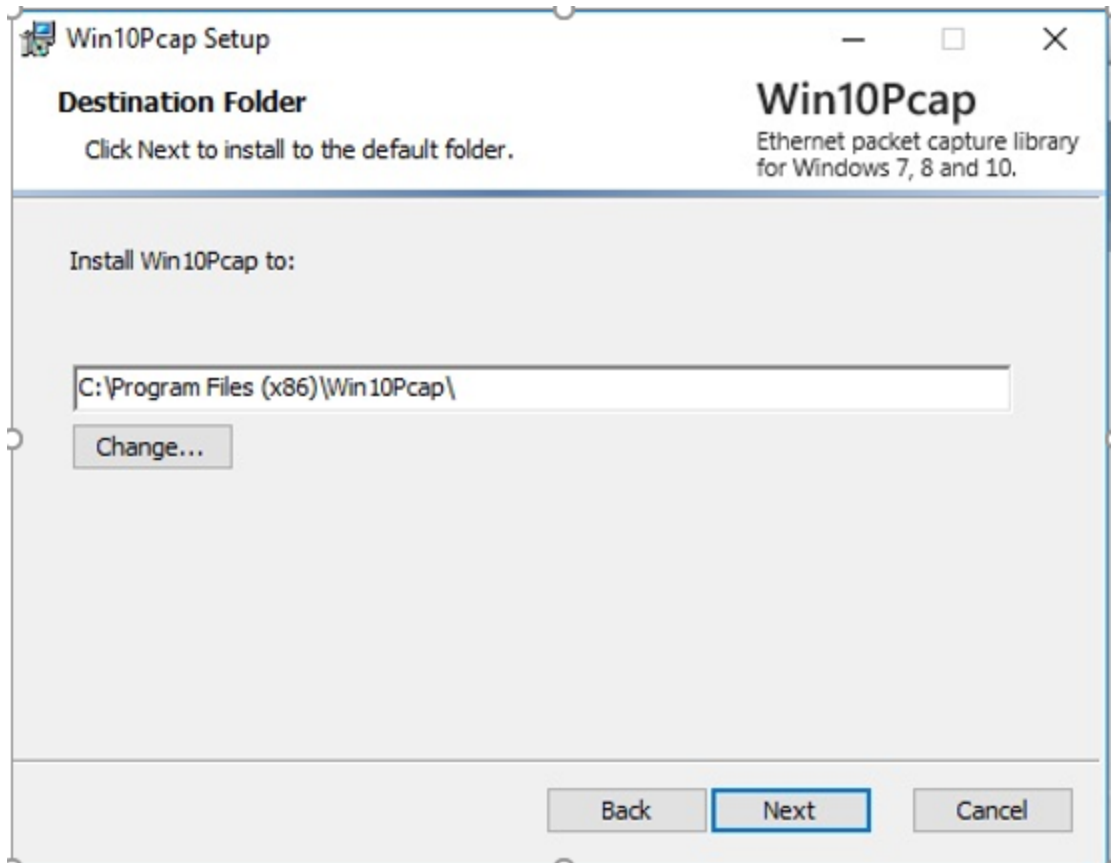 Win10Pcap Setup
Destination Folder
Click Next to install to the default folder.
Win10Pcap
Ethernet packet capture library
for Windows 7, 8 and 10.
Install Win10Pcap to:
C:\Program Files (x86)\Win10Pcap\
Change...
Back
Next
Cancel